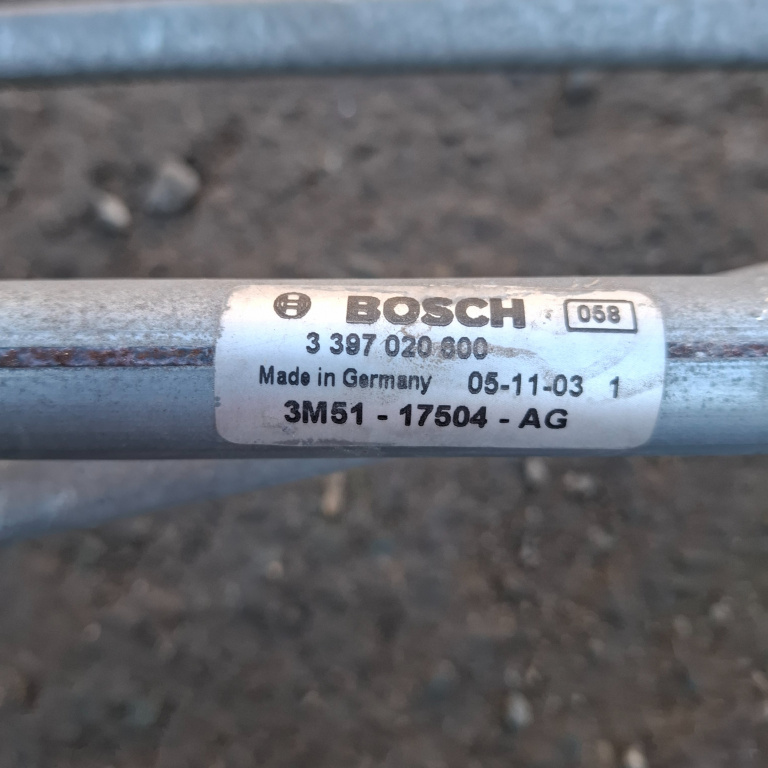 BOSCH 058
3 397 020 600
Made in Germany 05-11-03 1
3M51 - 17504 - AG